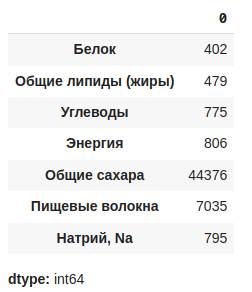 0
Белок 402
Общие липиды (жиры) 479
Углеводы 775
Энергия 806
Общие сахара 44376
Пищевые волокна 7035
Натрий, Na 795
dtype: int64